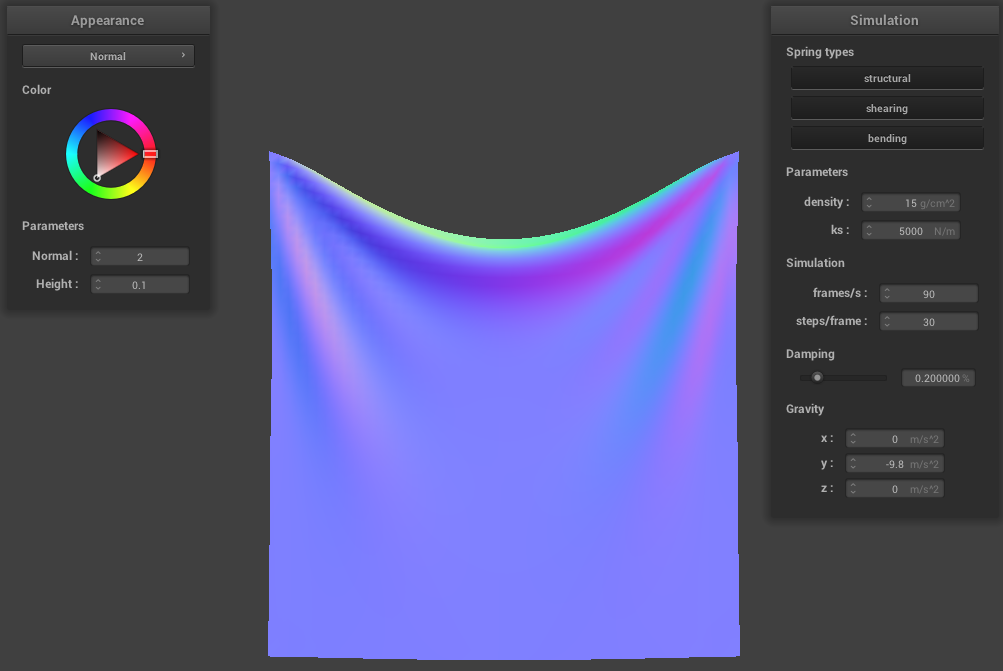 Appearance
Normal
Color
Parameters
Normal : 2
Height : 0.1
Simulation
Spring types
structural
shearing
bending
Parameters
density : 15 g/cm^2
ks : 5000 N/m
Simulation
frames/s : 90
steps/frame : 30
Damping
0.200000 %
Gravity
x : 0 m/s^2
y : -9.8 m/s^2
z : 0 m/s^2